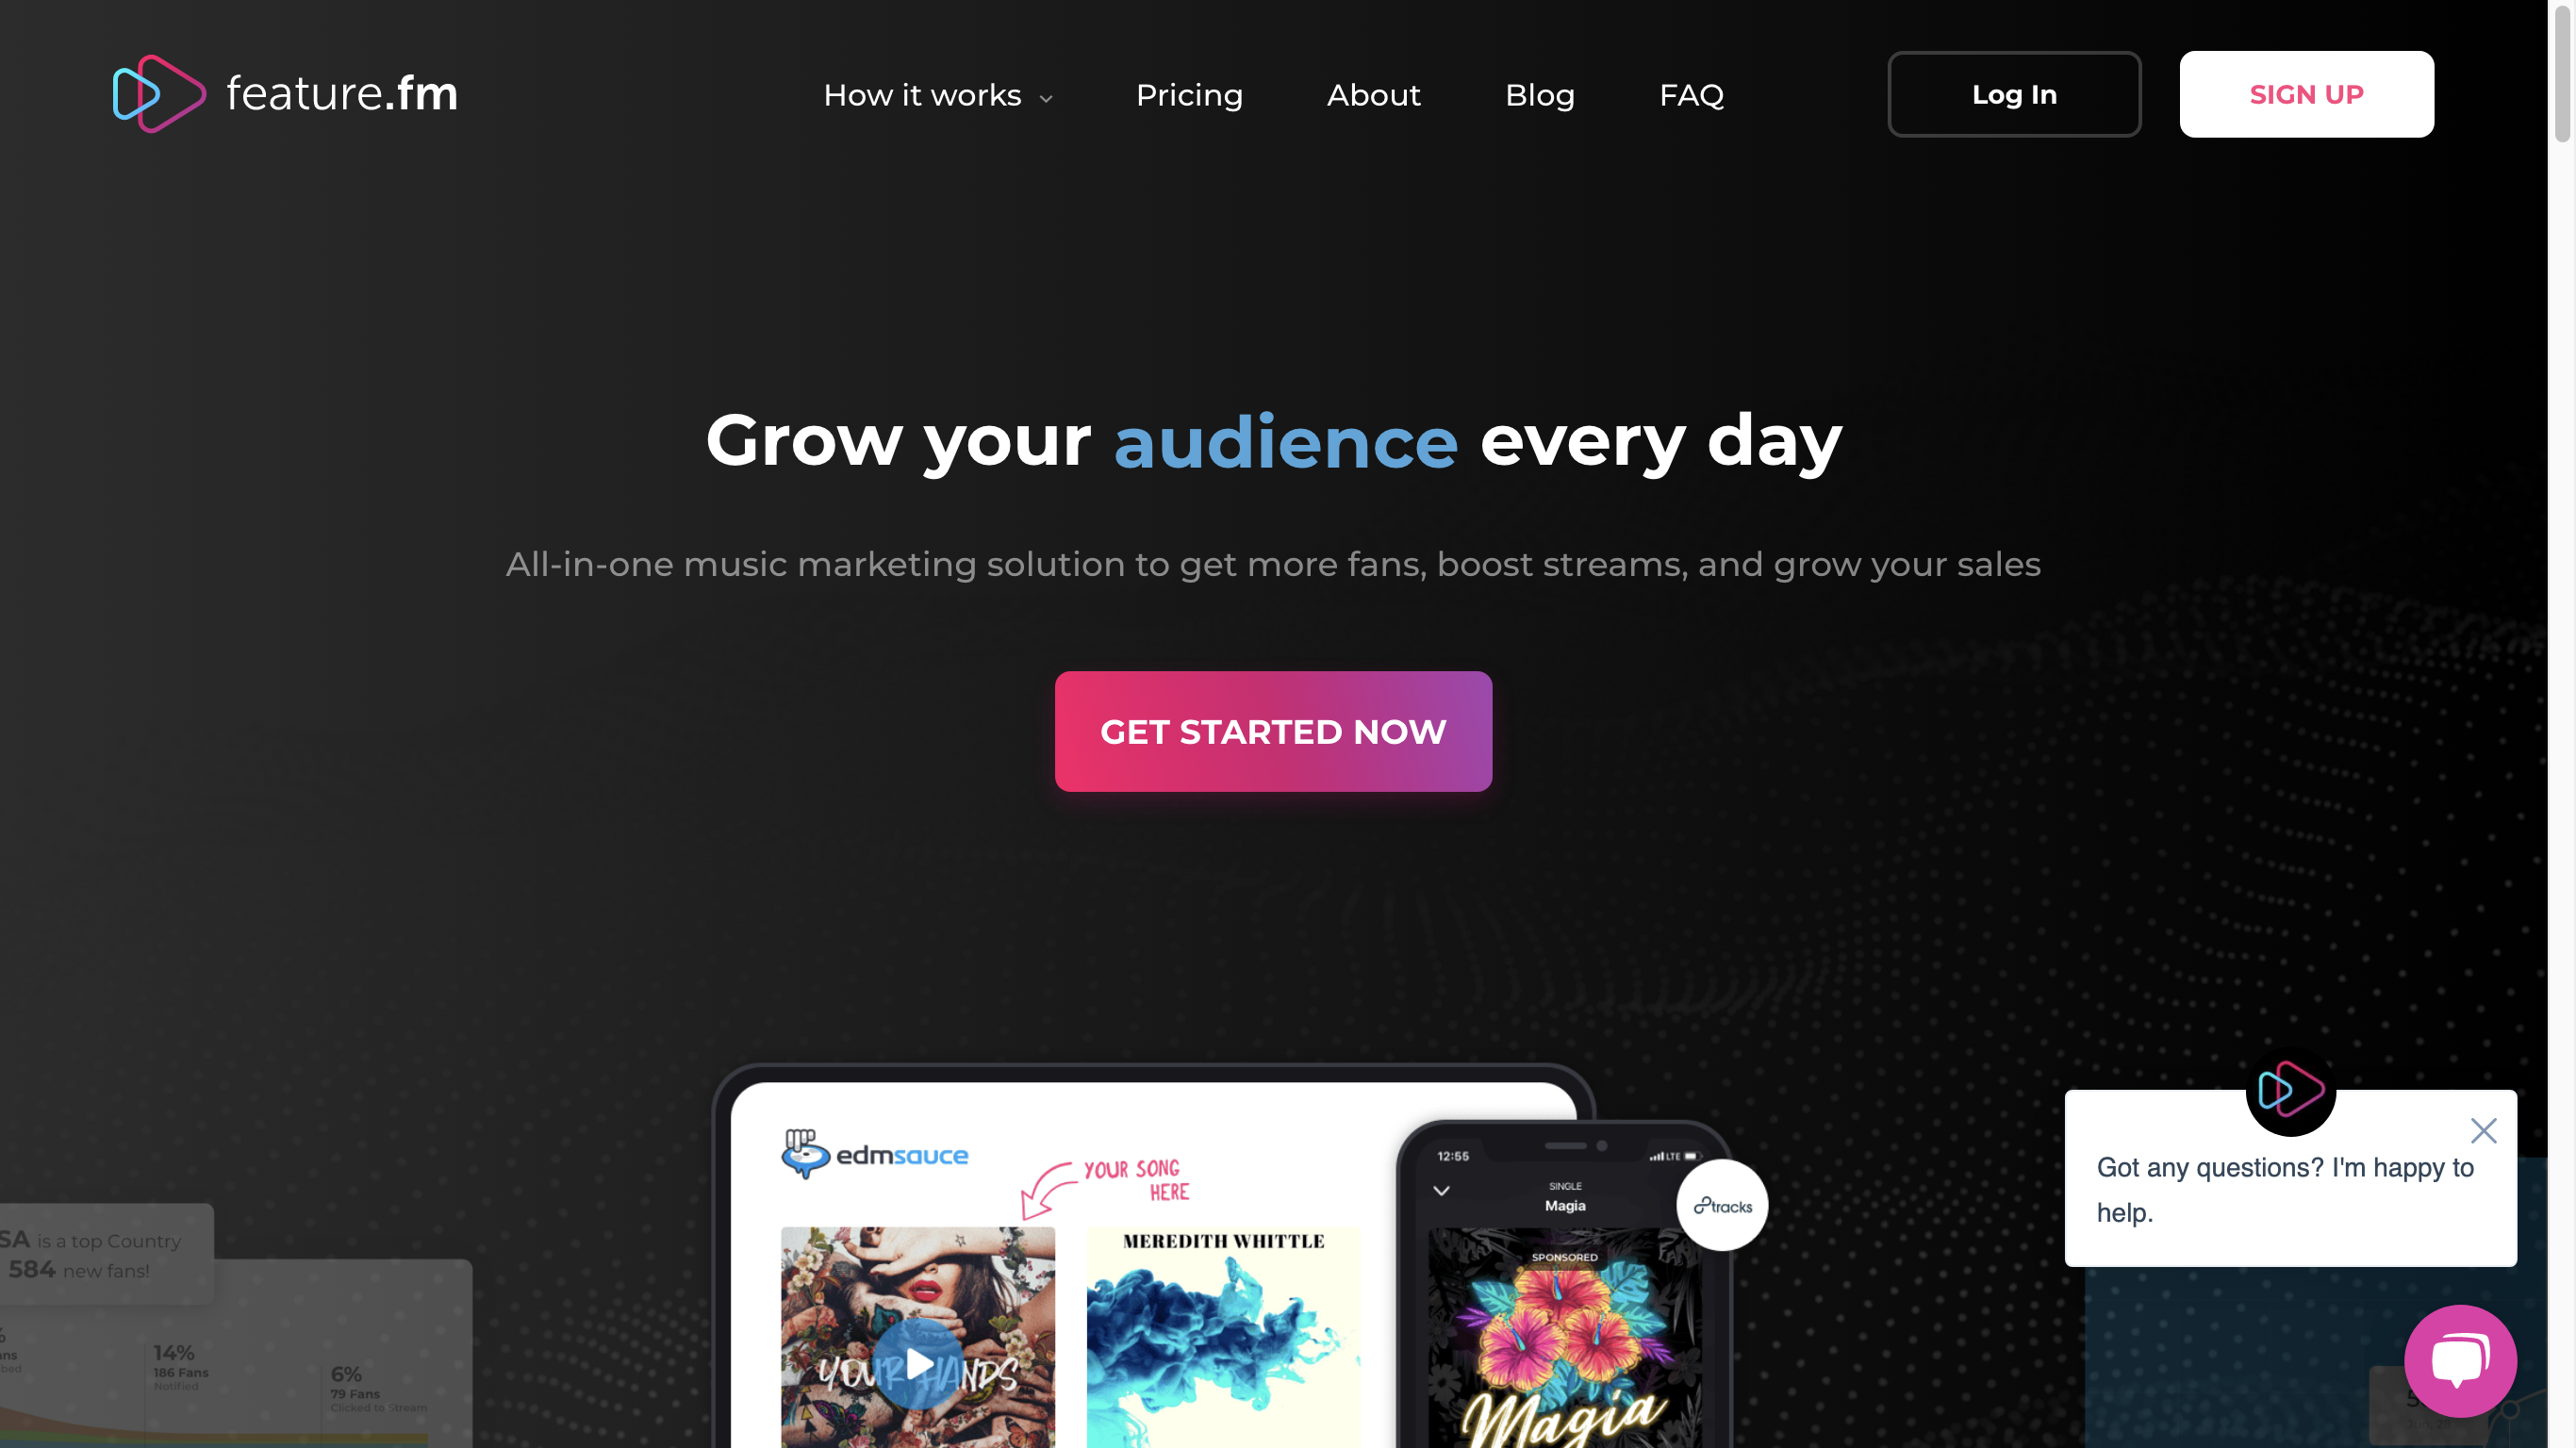 feature.fm
How it works
Pricing
About
Blog
FAQ
Log In
SIGN UP
Grow your audience every day
All-in-one music marketing solution to get more fans, boost streams, and grow your sales
GET STARTED NOW
edmsauce
YOUR SONG
HERE
YOUR HANDS
MEREDITH WHITTLE
12:55
LTE
SINGLE
Magia
8tracks
SPONSORED
Magia
is a top Country
584 new fans!
14%
186 Fans
Notified
6%
79 Fans
Clicked to Stream
Got any questions? I'm happy to
help.